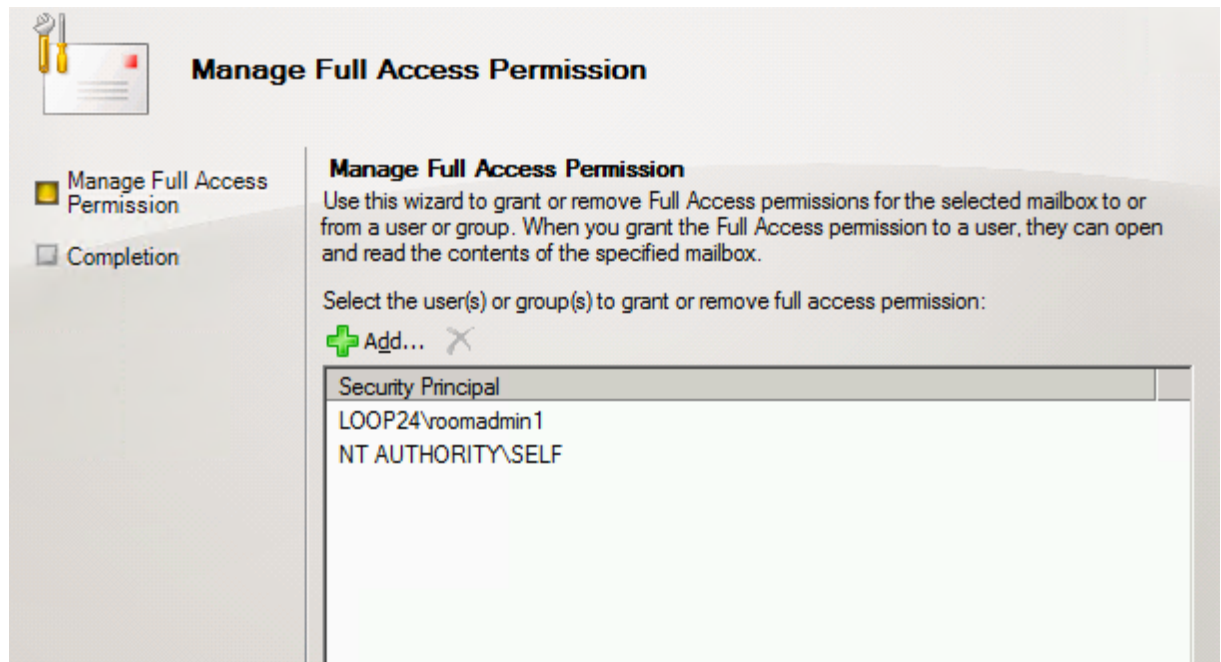 Manage Full Access Permission
Manage Full Access
Permission
Completion
Manage Full Access Permission
Use this wizard to grant or remove Full Access permissions for the selected mailbox to or
from a user or group. When you grant the Full Access permission to a user, they can open
and read the contents of the specified mailbox.
Select the user(s) or group(s) to grant or remove full access permission:
Add...
Security Principal
LOOP24\roomadmin1
NT AUTHORITY\SELF